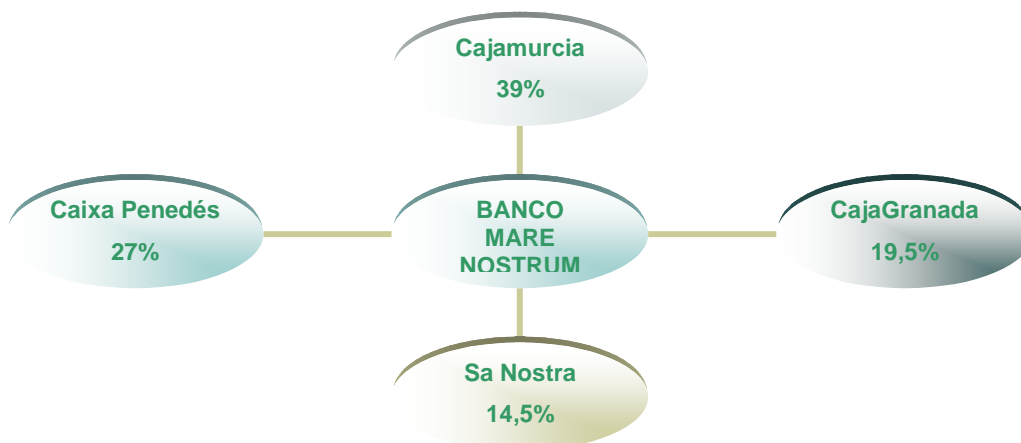 Cajamurcia
39%
Caixa Penedés
27%
BANCO
MARE
NOSTRUM
CajaGranada
19,5%
Sa Nostra
14,5%